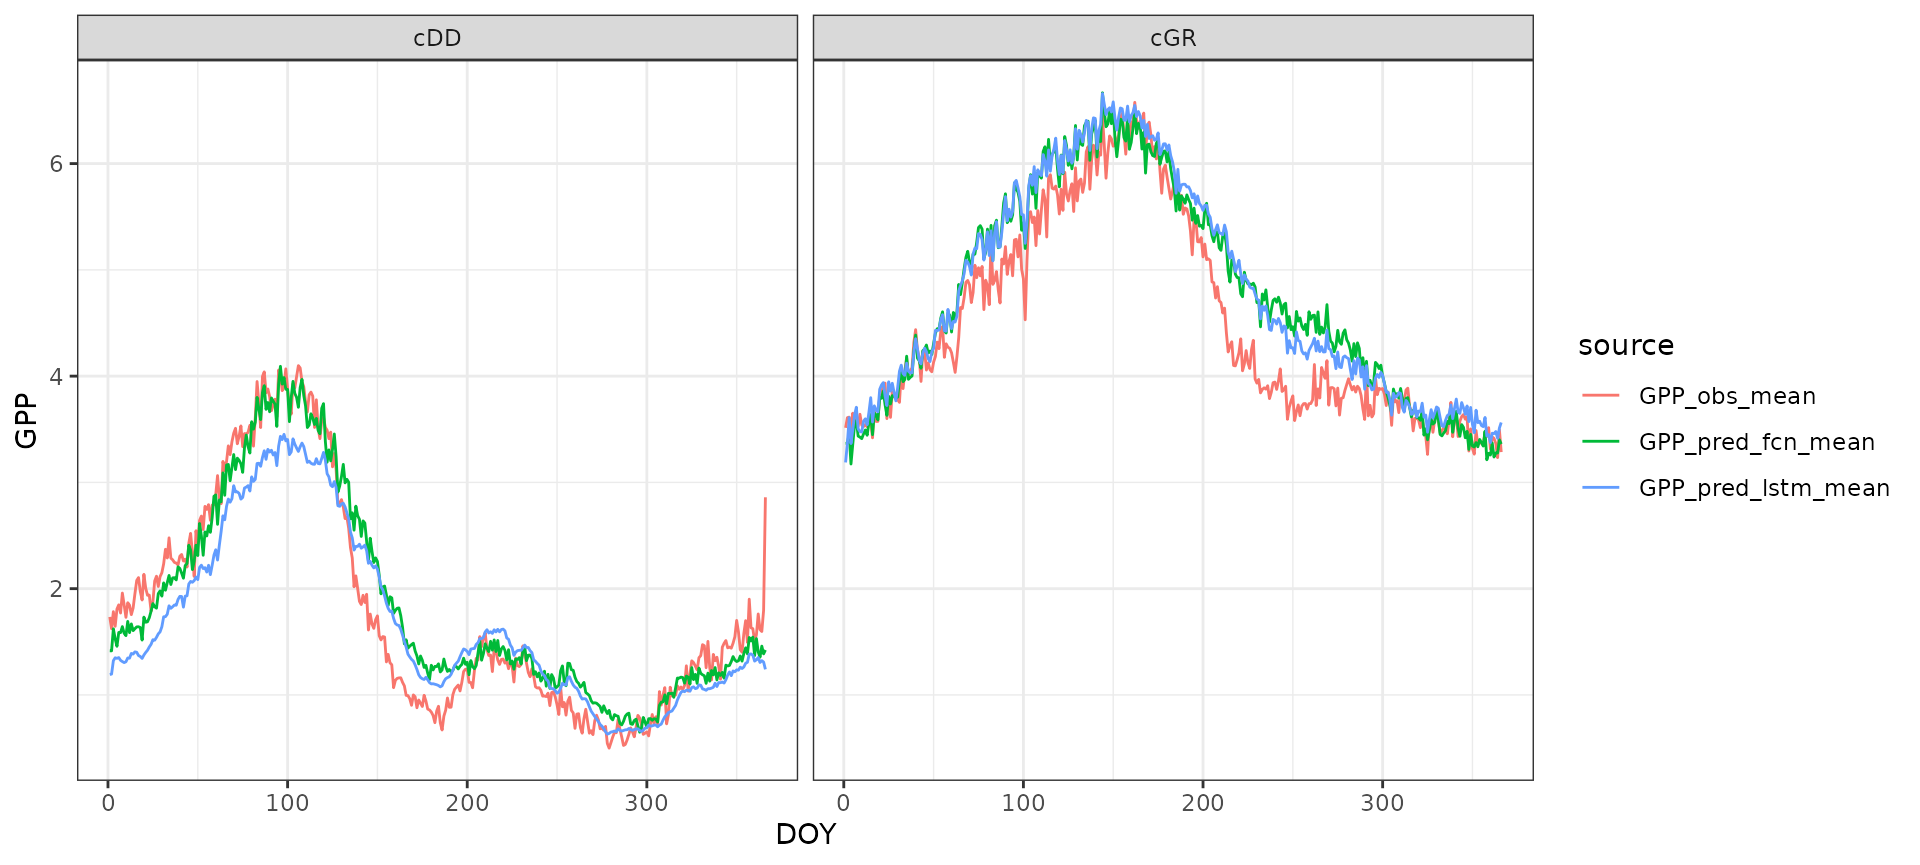 cDD
cGR
GPP
6
4
2
0
100
200
300
0
100
200
300
DOY
source
GPP_obs_mean
GPP_pred_fcn_mean
GPP_pred_lstm_mean